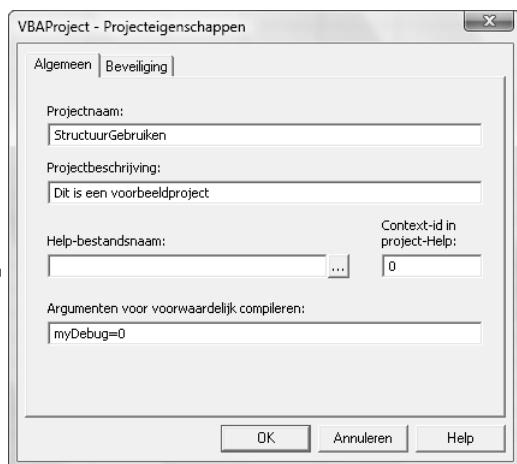 VBAProject - Projecteigenschappen
Algemeen Beveiliging
Projectnaam:
StructuurGebruiken
Projectbeschrijving:
Dit is een voorbeeldproject
Help-bestandsnaam:
Context-id in
project-Help:
...
0
Argumenten voor voorwaardelijk compileren:
myDebug=0
OK Annuleren Help